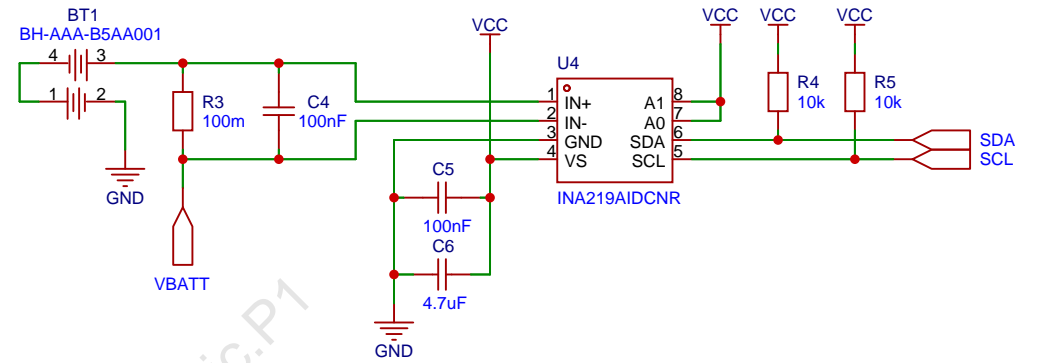 BT1
BH-AAA-B5AA001
4 3
1 2
GND
R3
100m
C4
100nF
VBATT
VCC
U4
1 IN+
2 IN-
3 GND
4 VS
A1 8
A0 7
SDA 6
SCL 5
INA219AIDCNR
C5
100nF
C6
4.7uF
GND
VCC VCC VCC
R4
10k
R5
10k
SDA
SCL
ic.P1